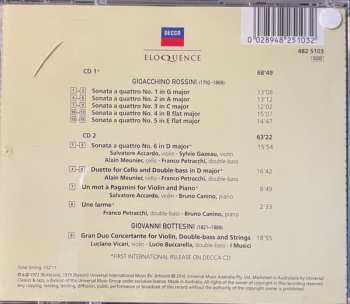 DECCA
ELOQUENCE
0 028948 251032
482 5103
CD 1* 68'49
GIOACCHINO ROSSINI (1792–1868)
Sonata a quattro No. 1 in G major 13'08
Sonata a quattro No. 2 in A major 13'12
Sonata a quattro No. 3 in C major 12'02
Sonata a quattro No. 4 in B flat major 15'07
Sonata a quattro No. 5 in E flat major 14'47
CD 2 63'22
Sonata a quattro No. 6 in D major* 15'54
Salvatore Accardo, violin · Sylvie Gazeau, violin
Alain Meunier, cello · Franco Petracchi, double-bass
Duetto for Cello and Double-bass in D major* 16'42
Alain Meunier, cello · Franco Petracchi, double-bass
Un mot à Paganini for Violin and Piano* 8'49
Salvatore Accardo, violin · Bruno Canino, piano
Une larme* 2'33
Franco Petracchi, double-bass · Bruno Canino, piano
GIOVANNI BOTTESINI (1821–1889)
Gran Duo Concertante for Violin, Double-bass and Strings 18'55
Luciano Vicari, violin · Lucio Buccarella, double-bass · I Musici
*FIRST INTERNATIONAL RELEASE ON DECCA CD